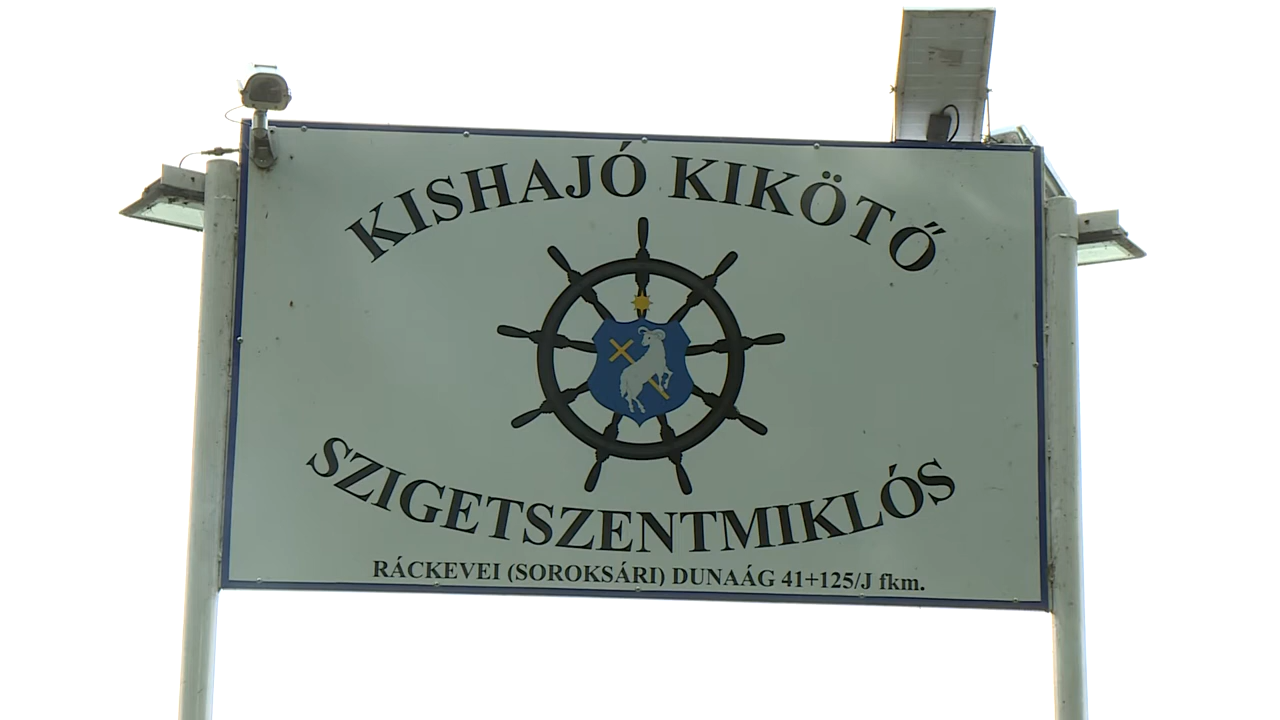 KISHAJÓ KIKÖTŐ
SZIGETSZENTMIKLÓS
RÁCKEVEI (SOROKSÁRI) DUNAÁG 41+125/J fkm.